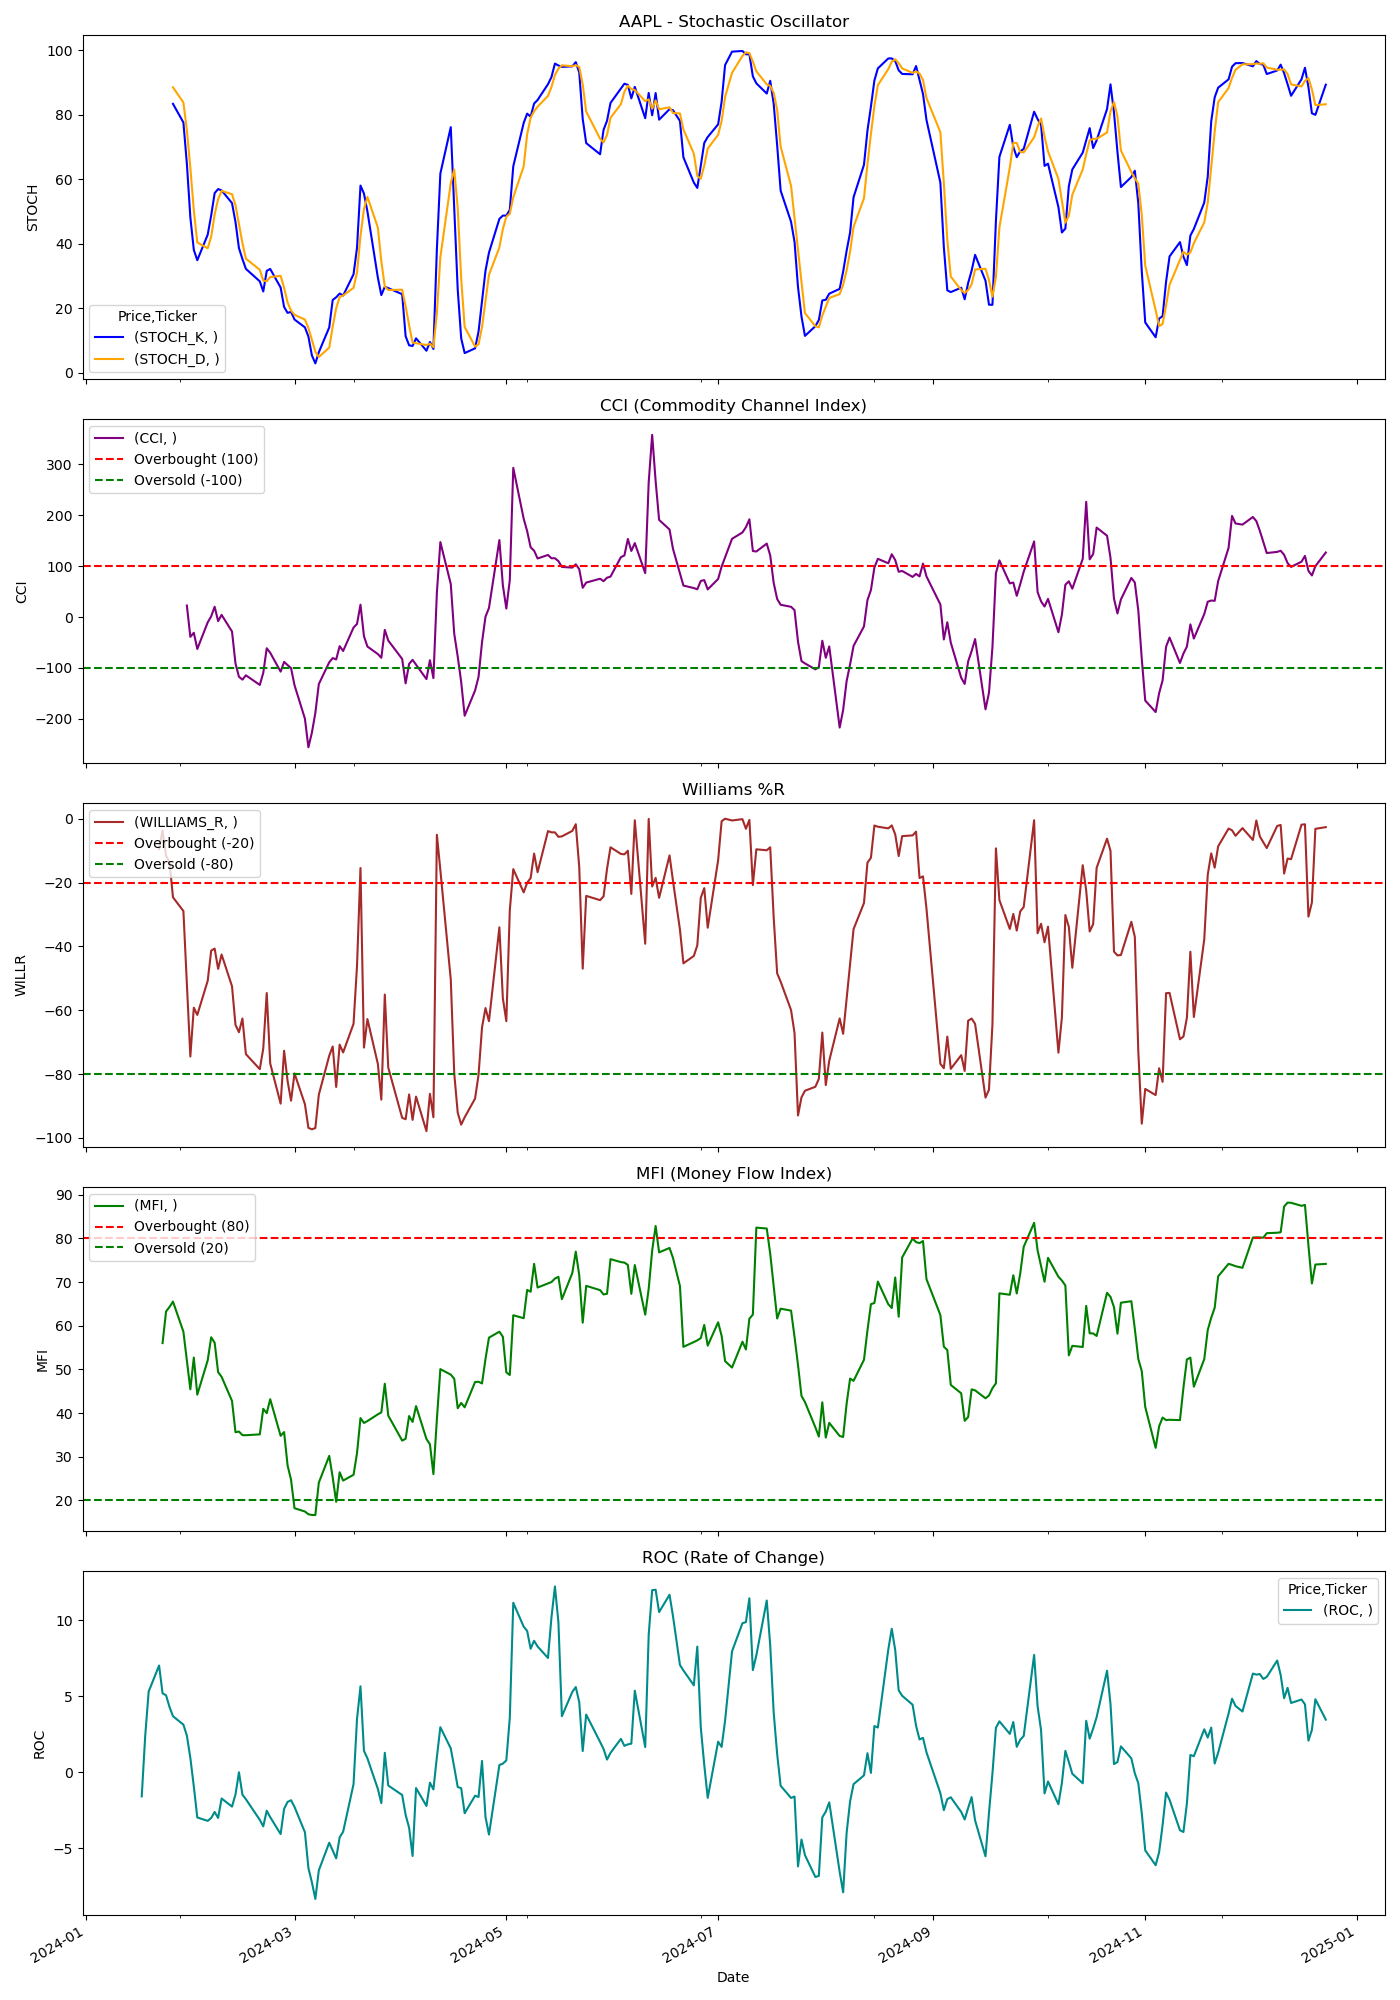 AAPL - Stochastic Oscillator
100
80
60
40
20
0
STOCH
Price,Ticker
(STOCH_K, )
(STOCH_D, )
CCI (Commodity Channel Index)
(CCI, )
Overbought (100)
Oversold (-100)
300
200
100
0
−100
−200
CCI
Williams %R
(WILLIAMS_R, )
Overbought (-20)
Oversold (-80)
0
−20
−40
−60
−80
−100
WILLR
MFI (Money Flow Index)
(MFI, )
Overbought (80)
Oversold (20)
90
80
70
60
50
40
30
20
MFI
ROC (Rate of Change)
Price,Ticker
(ROC, )
10
5
0
−5
ROC
2024-01
2024-03
2024-05
2024-07
2024-09
2024-11
2025-01
Date